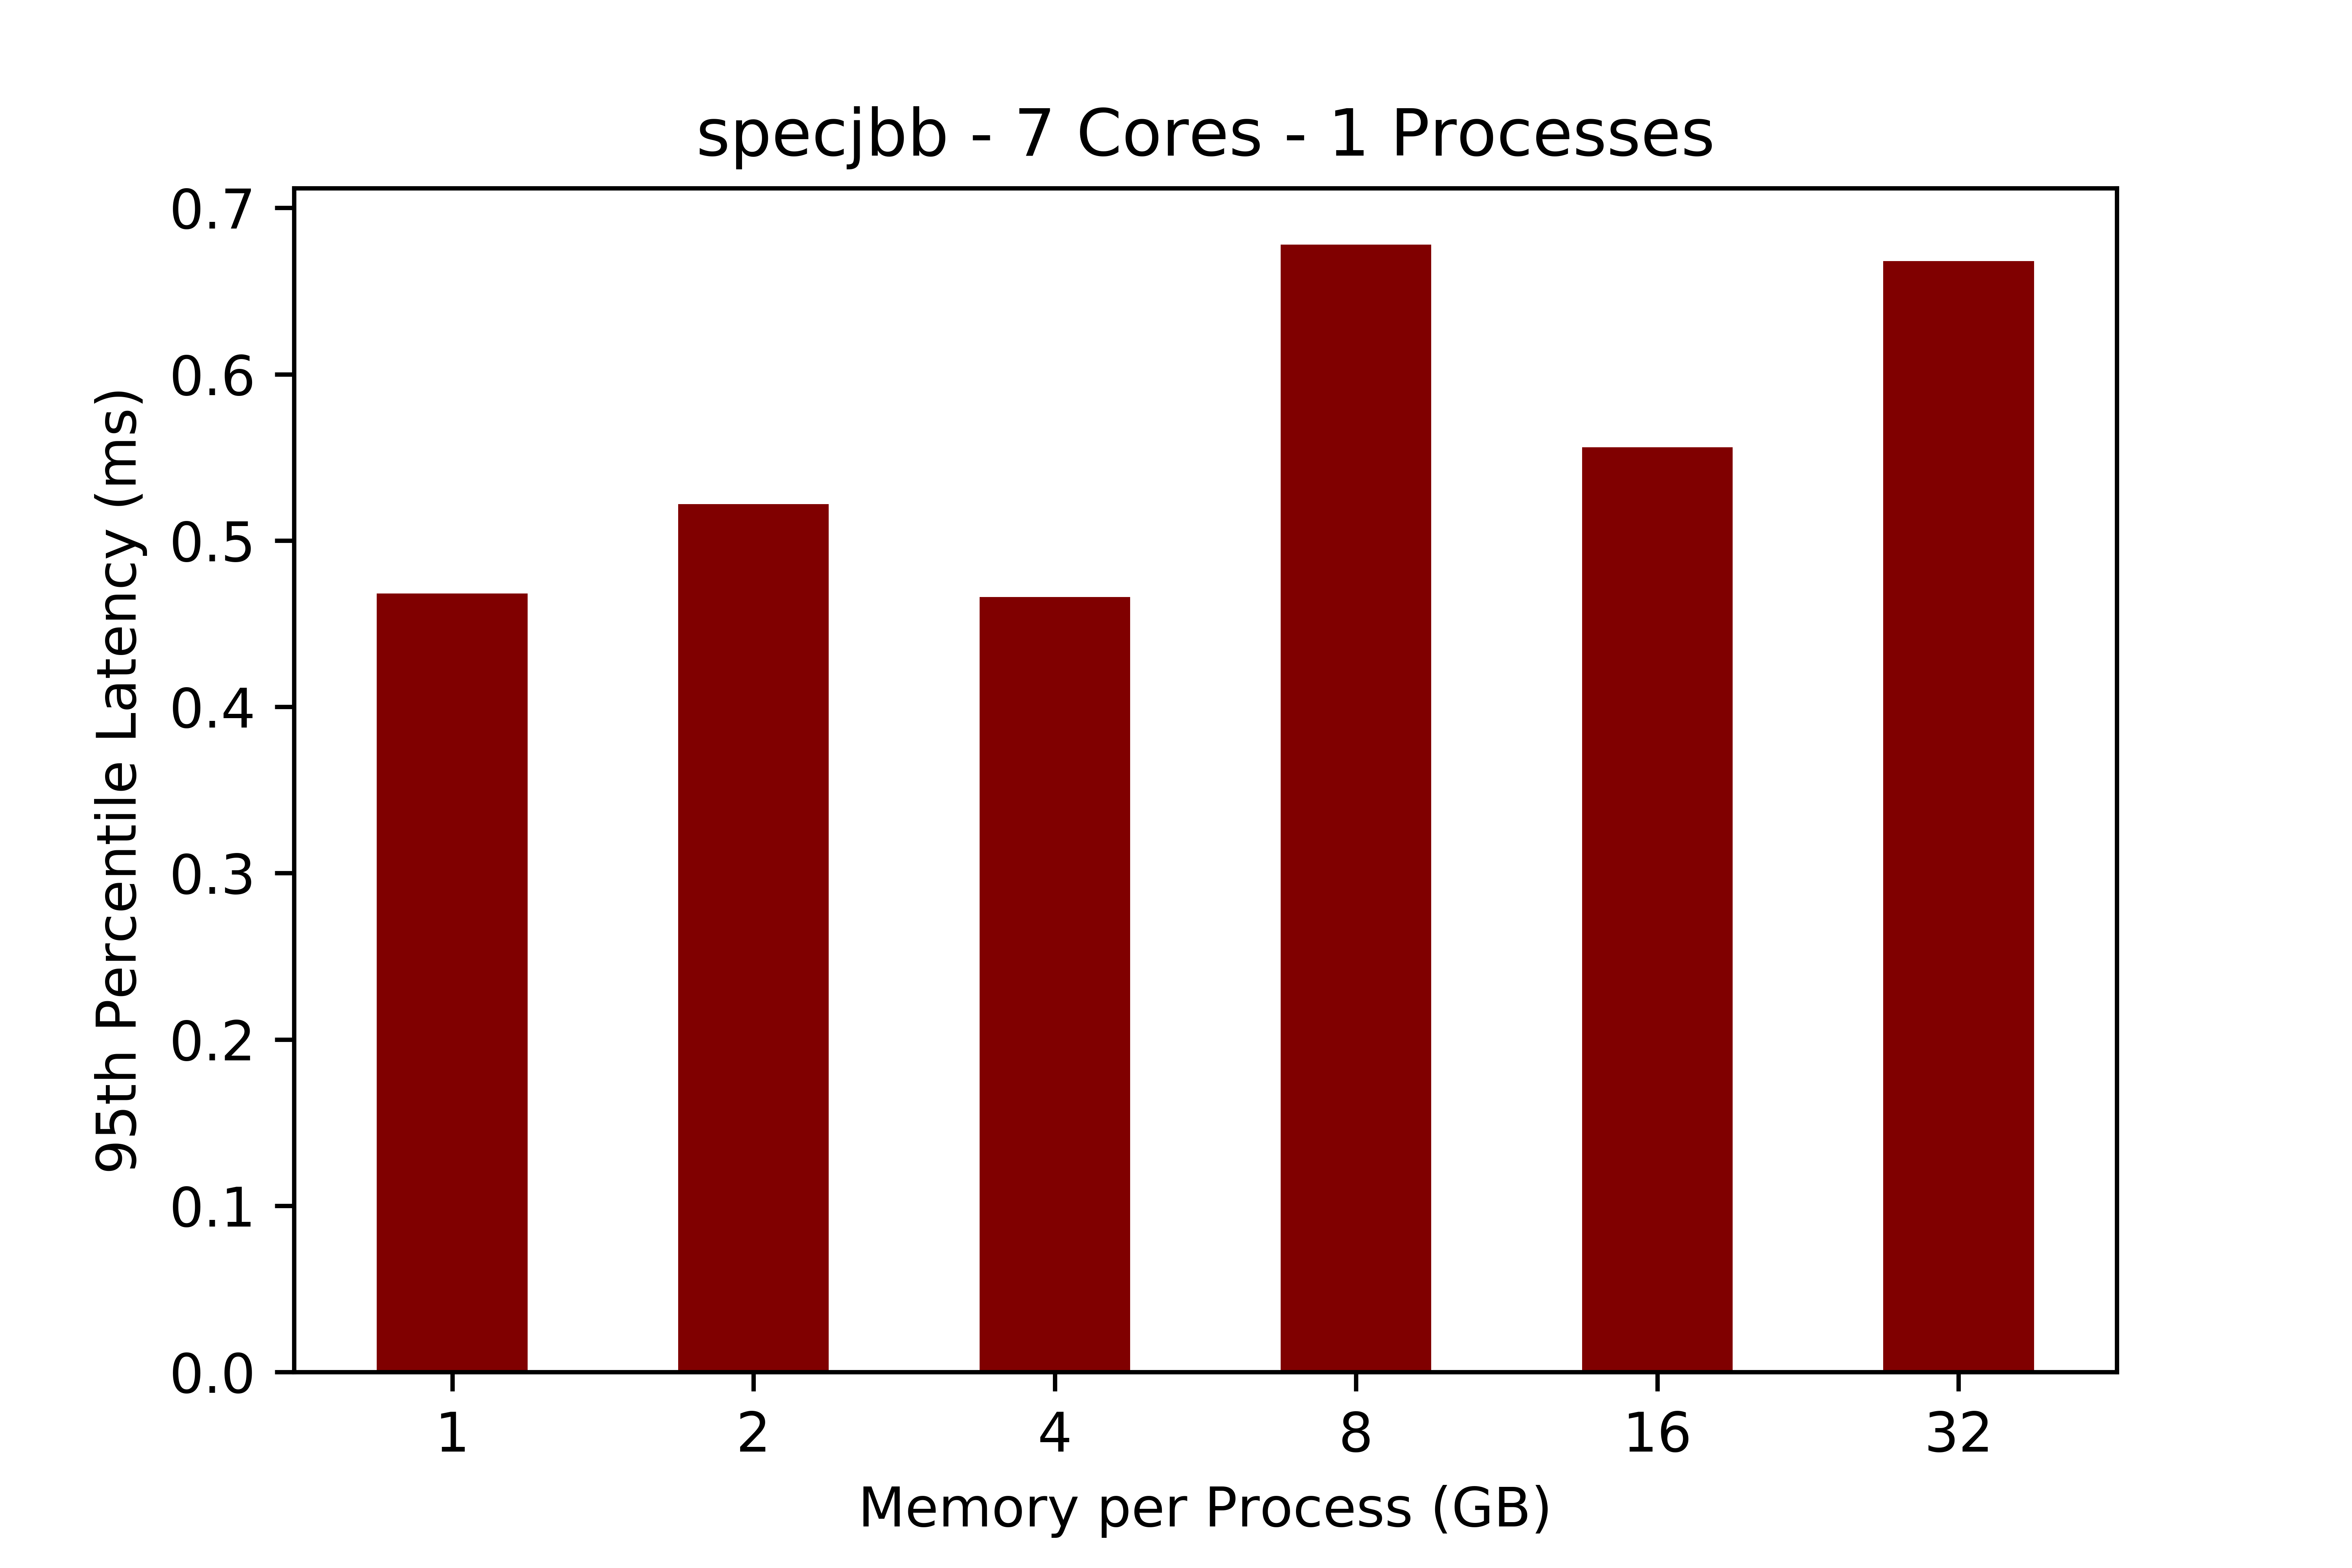 specjbb - 7 Cores - 1 Processes
95th Percentile Latency (ms)
0.7
0.6
0.5
0.4
0.3
0.2
0.1
0.0
1 2 4 8 16 32
Memory per Process (GB)